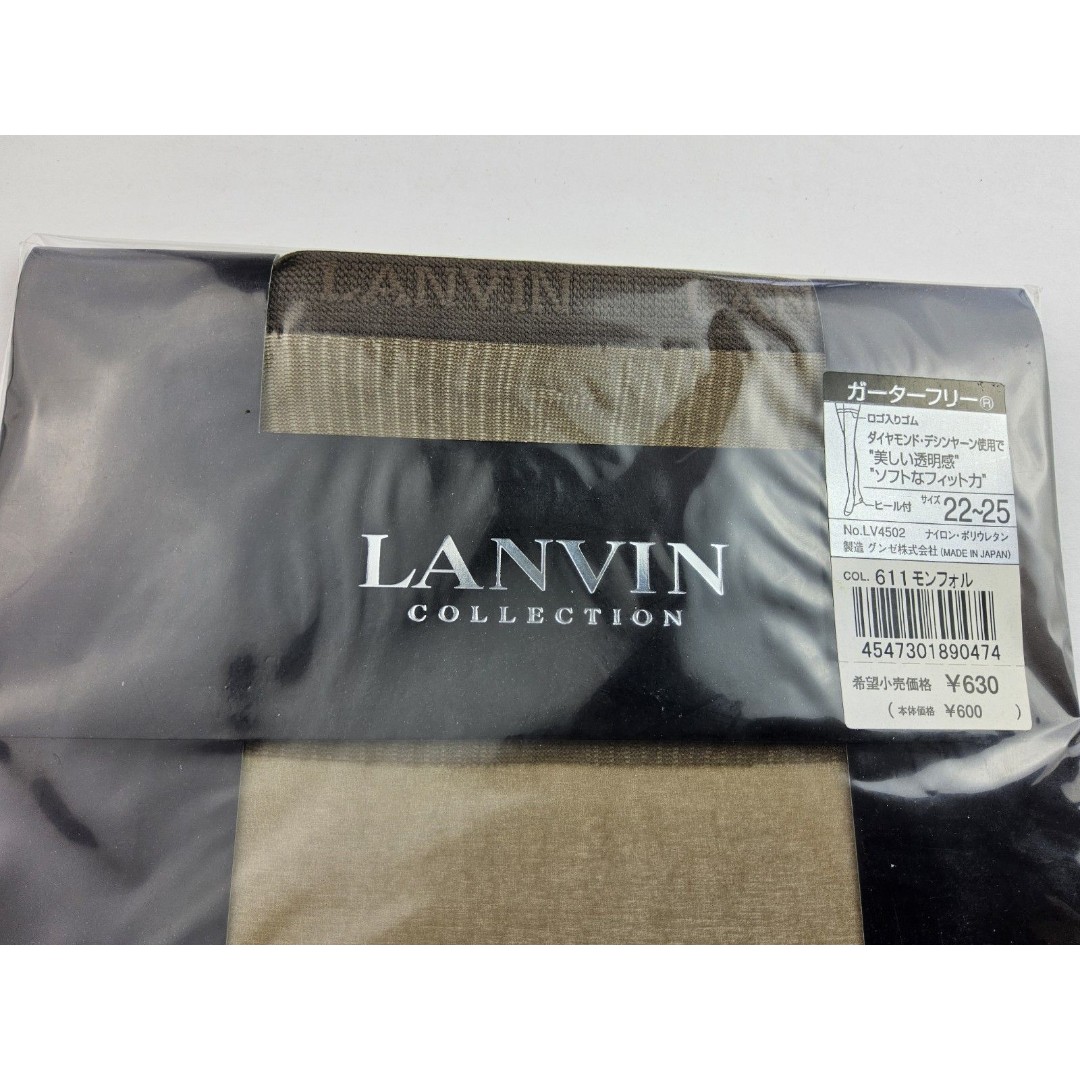 LANVIN
LANVIN
COLLECTION
ガーターフリー®
ロゴ入りゴム
ダイヤモンド・デシンヤーン使用で
"美しい透明感"
"ソフトなフィット力"
ヒール付 サイズ 22~25
No.LV4502 ナイロン・ポリウレタン
製造 グンゼ株式会社 (MADE IN JAPAN)
COL. 611 モンフォル
4547301890474
希望小売価格 ¥630
( 本体価格 ¥600 )